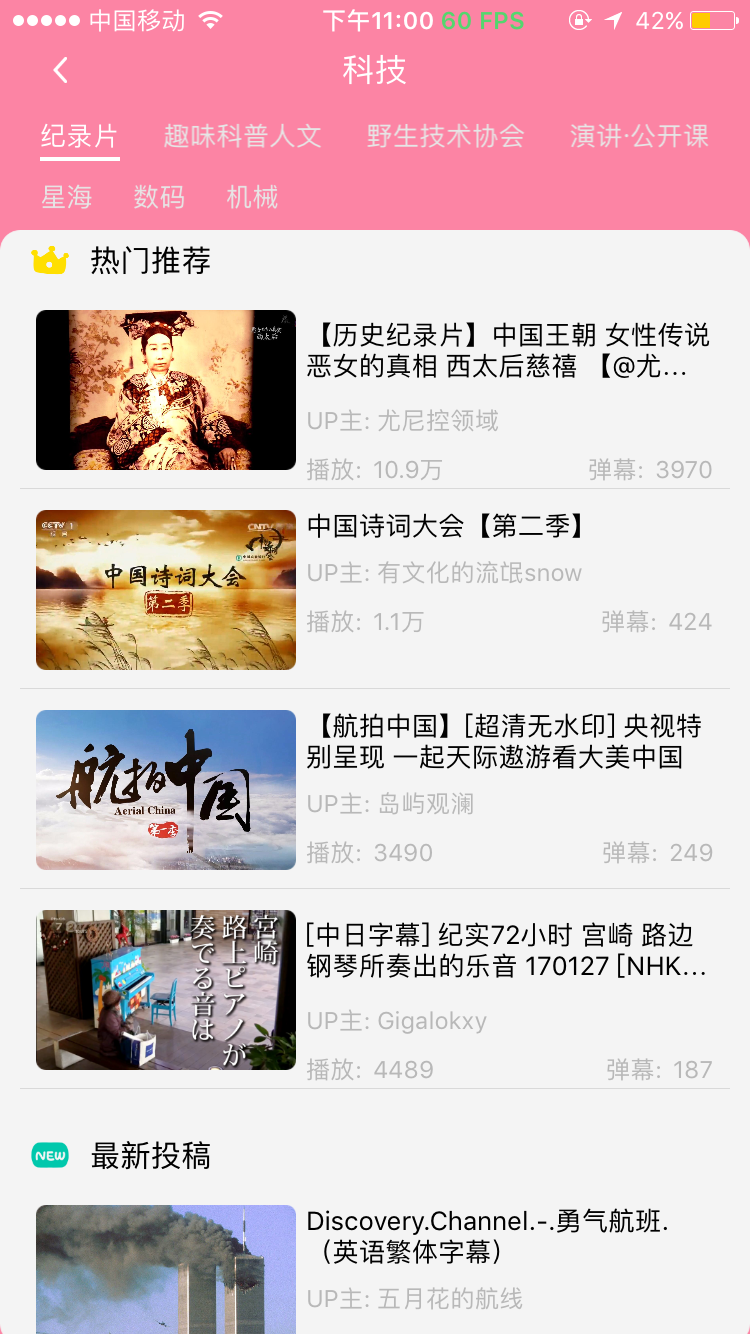 中国移动
下午11:00 60 FPS
42%
科技
纪录片 趣味科普人文 野生技术协会 演讲·公开课
星海 数码 机械
热门推荐
【历史纪录片】中国王朝 女性传说
恶女的真相 西太后慈禧 【@尤...
UP主: 尤尼控领域
播放: 10.9万 弹幕: 3970
CCTV 1
中国诗词大会
第二季
中国诗词大会【第二季】
UP主: 有文化的流氓snow
播放: 1.1万 弹幕: 424
航拍中国
Aerial China
第一季
【航拍中国】[超清无水印] 央视特
别呈现 一起天际遨游看大美中国
UP主: 岛屿观澜
播放: 3490 弹幕: 249
宮崎
路上ピアノが
奏でる音は
[中日字幕] 纪实72小时 宫崎 路边
钢琴所奏出的乐音 170127 [NHK...
UP主: Gigalokxy
播放: 4489 弹幕: 187
NEW 最新投稿
Discovery.Channel.-.勇气航班.
（英语繁体字幕）
UP主: 五月花的航线